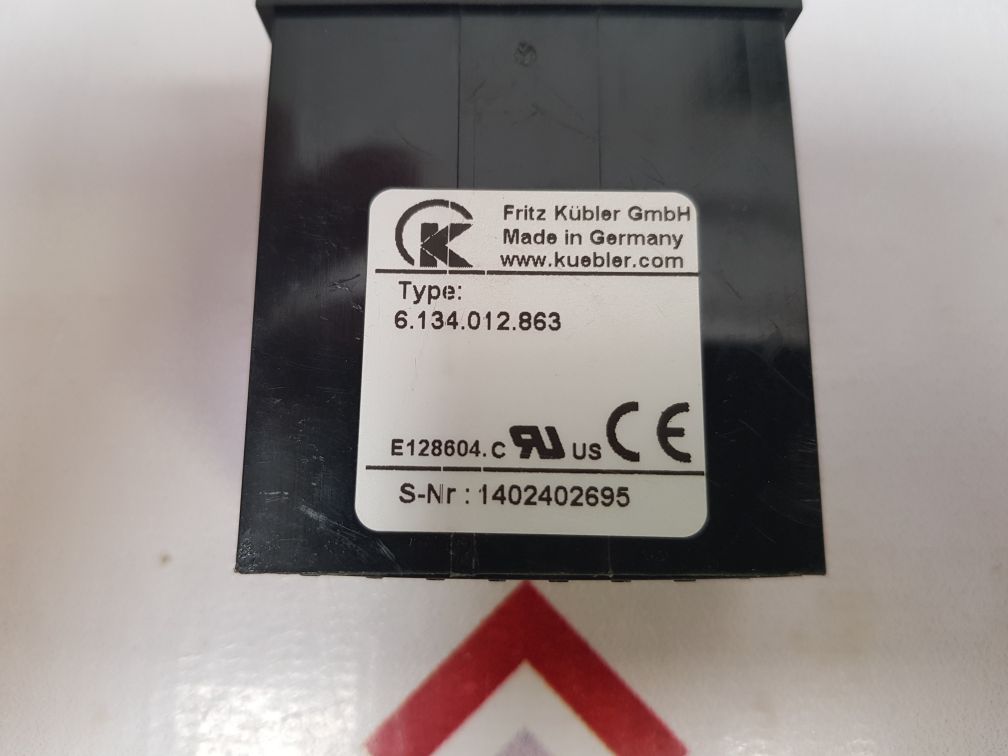 K
Fritz Kübler GmbH
Made in Germany
www.kuebler.com
Type:
6.134.012.863
E128604. C RU US CE
S-Nr : 1402402695